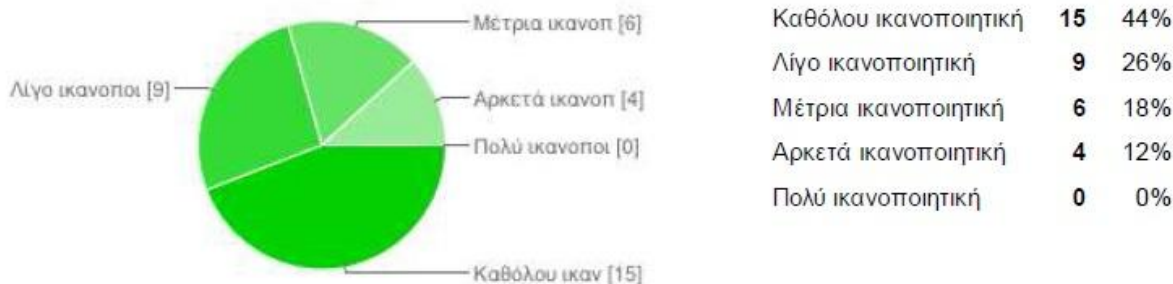 Μέτρια ικανοπ [6]
Λίγο ικανοποι [9]
Αρκετά ικανοπ [4]
Πολύ ικανοποι [0]
Καθόλου ικαν [15]
Καθόλου ικανοποιητική 15 44%
Λίγο ικανοποιητική 9 26%
Μέτρια ικανοποιητική 6 18%
Αρκετά ικανοποιητική 4 12%
Πολύ ικανοποιητική 0 0%